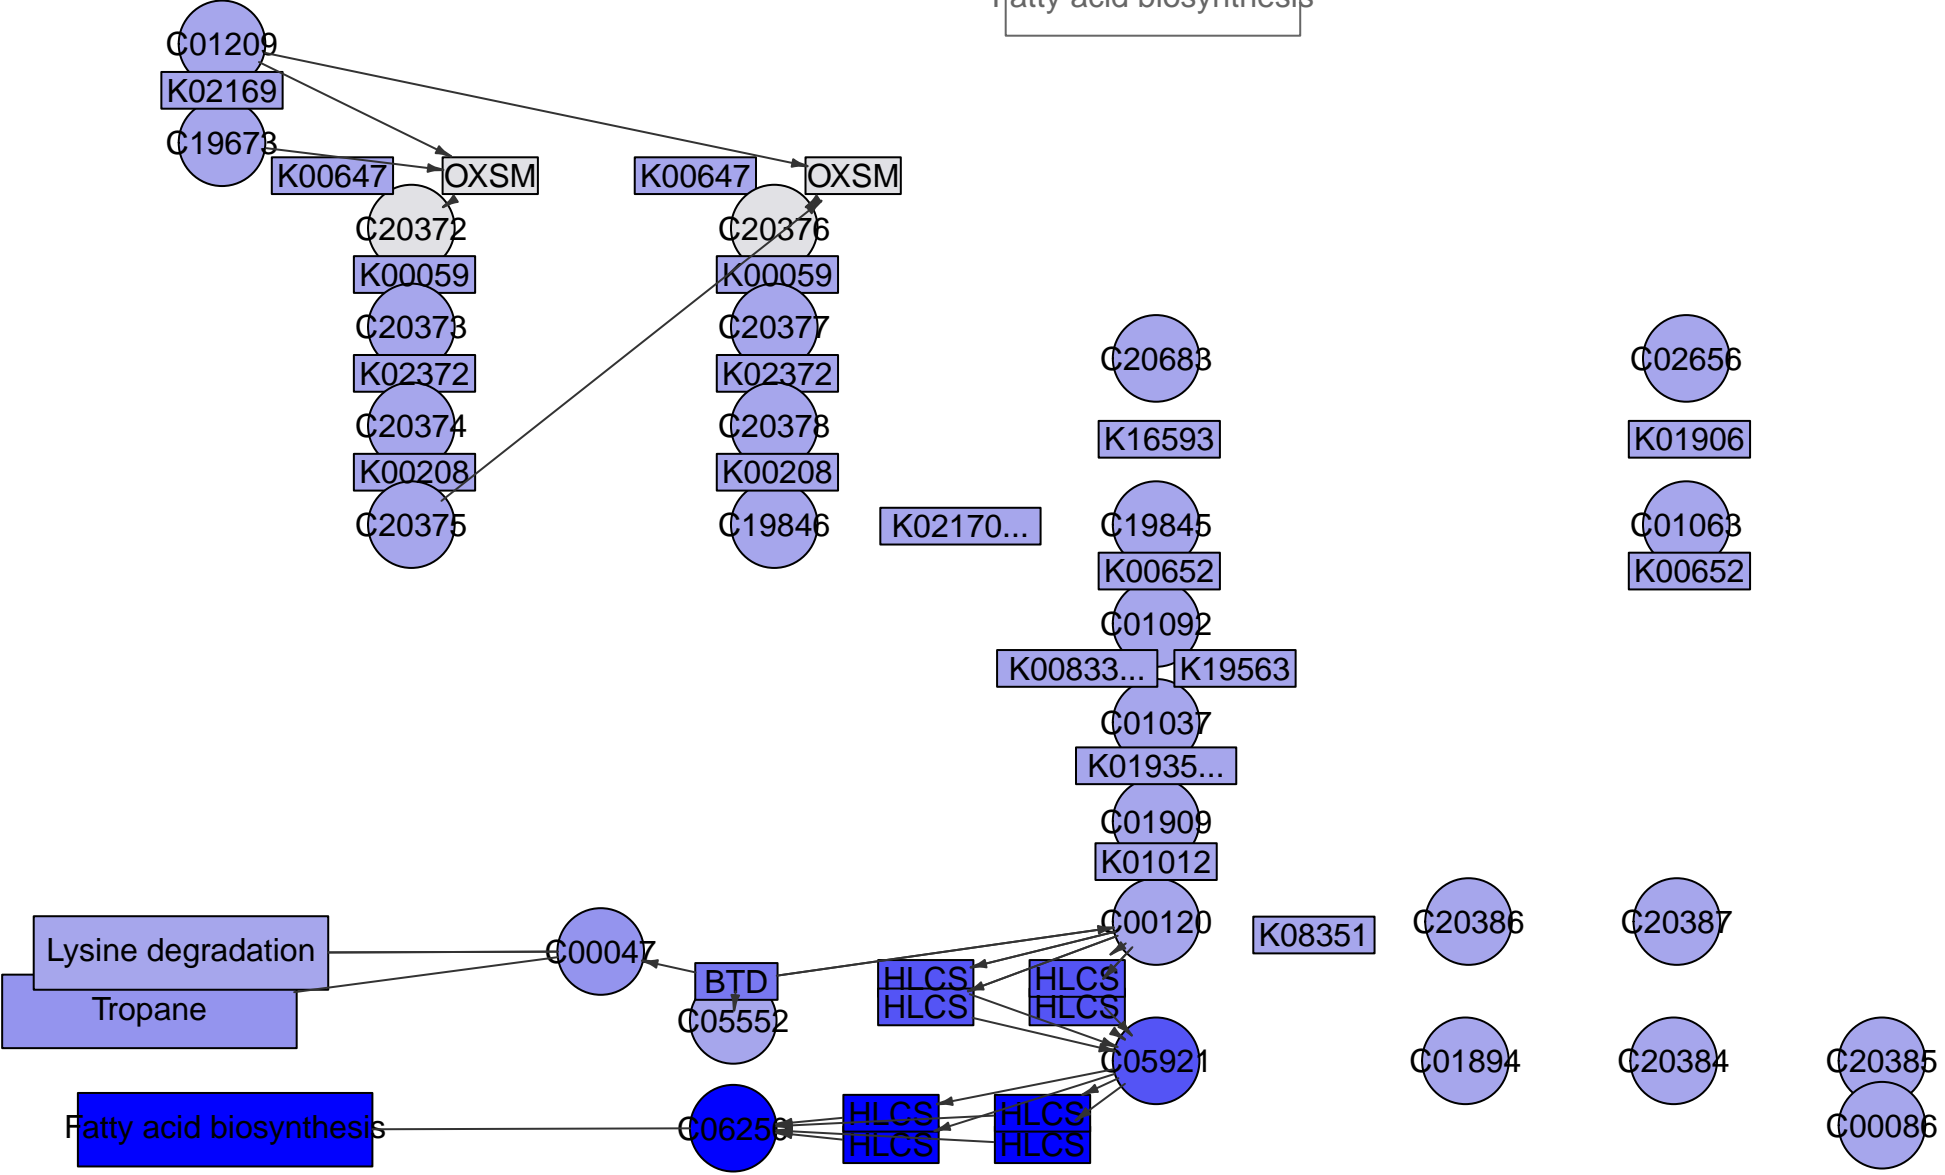 Fatty acid biosynthesis
C01209
K02169
C19673
K00647
OXSM
K00647
OXSM
C20372
C20376
K00059
K00059
C20373
C20377
C20683
C02656
K02372
K02372
C20374
C20378
K16593
K01906
K00208
K00208
C20375
C19846
K02170...
C19845
C01063
K00652
K00652
C01092
K00833...
K19563
C01037
K01935...
C01909
K01012
C00120
K08351
C20386
C20387
Lysine degradation
C00047
BTD
HLCS
HLCS
Tropane
C05552
HLCS
HLCS
C05921
C01894
C20384
C20385
Fatty acid biosynthesis
HLCS
HLCS
C00086
HLCS
HLCS